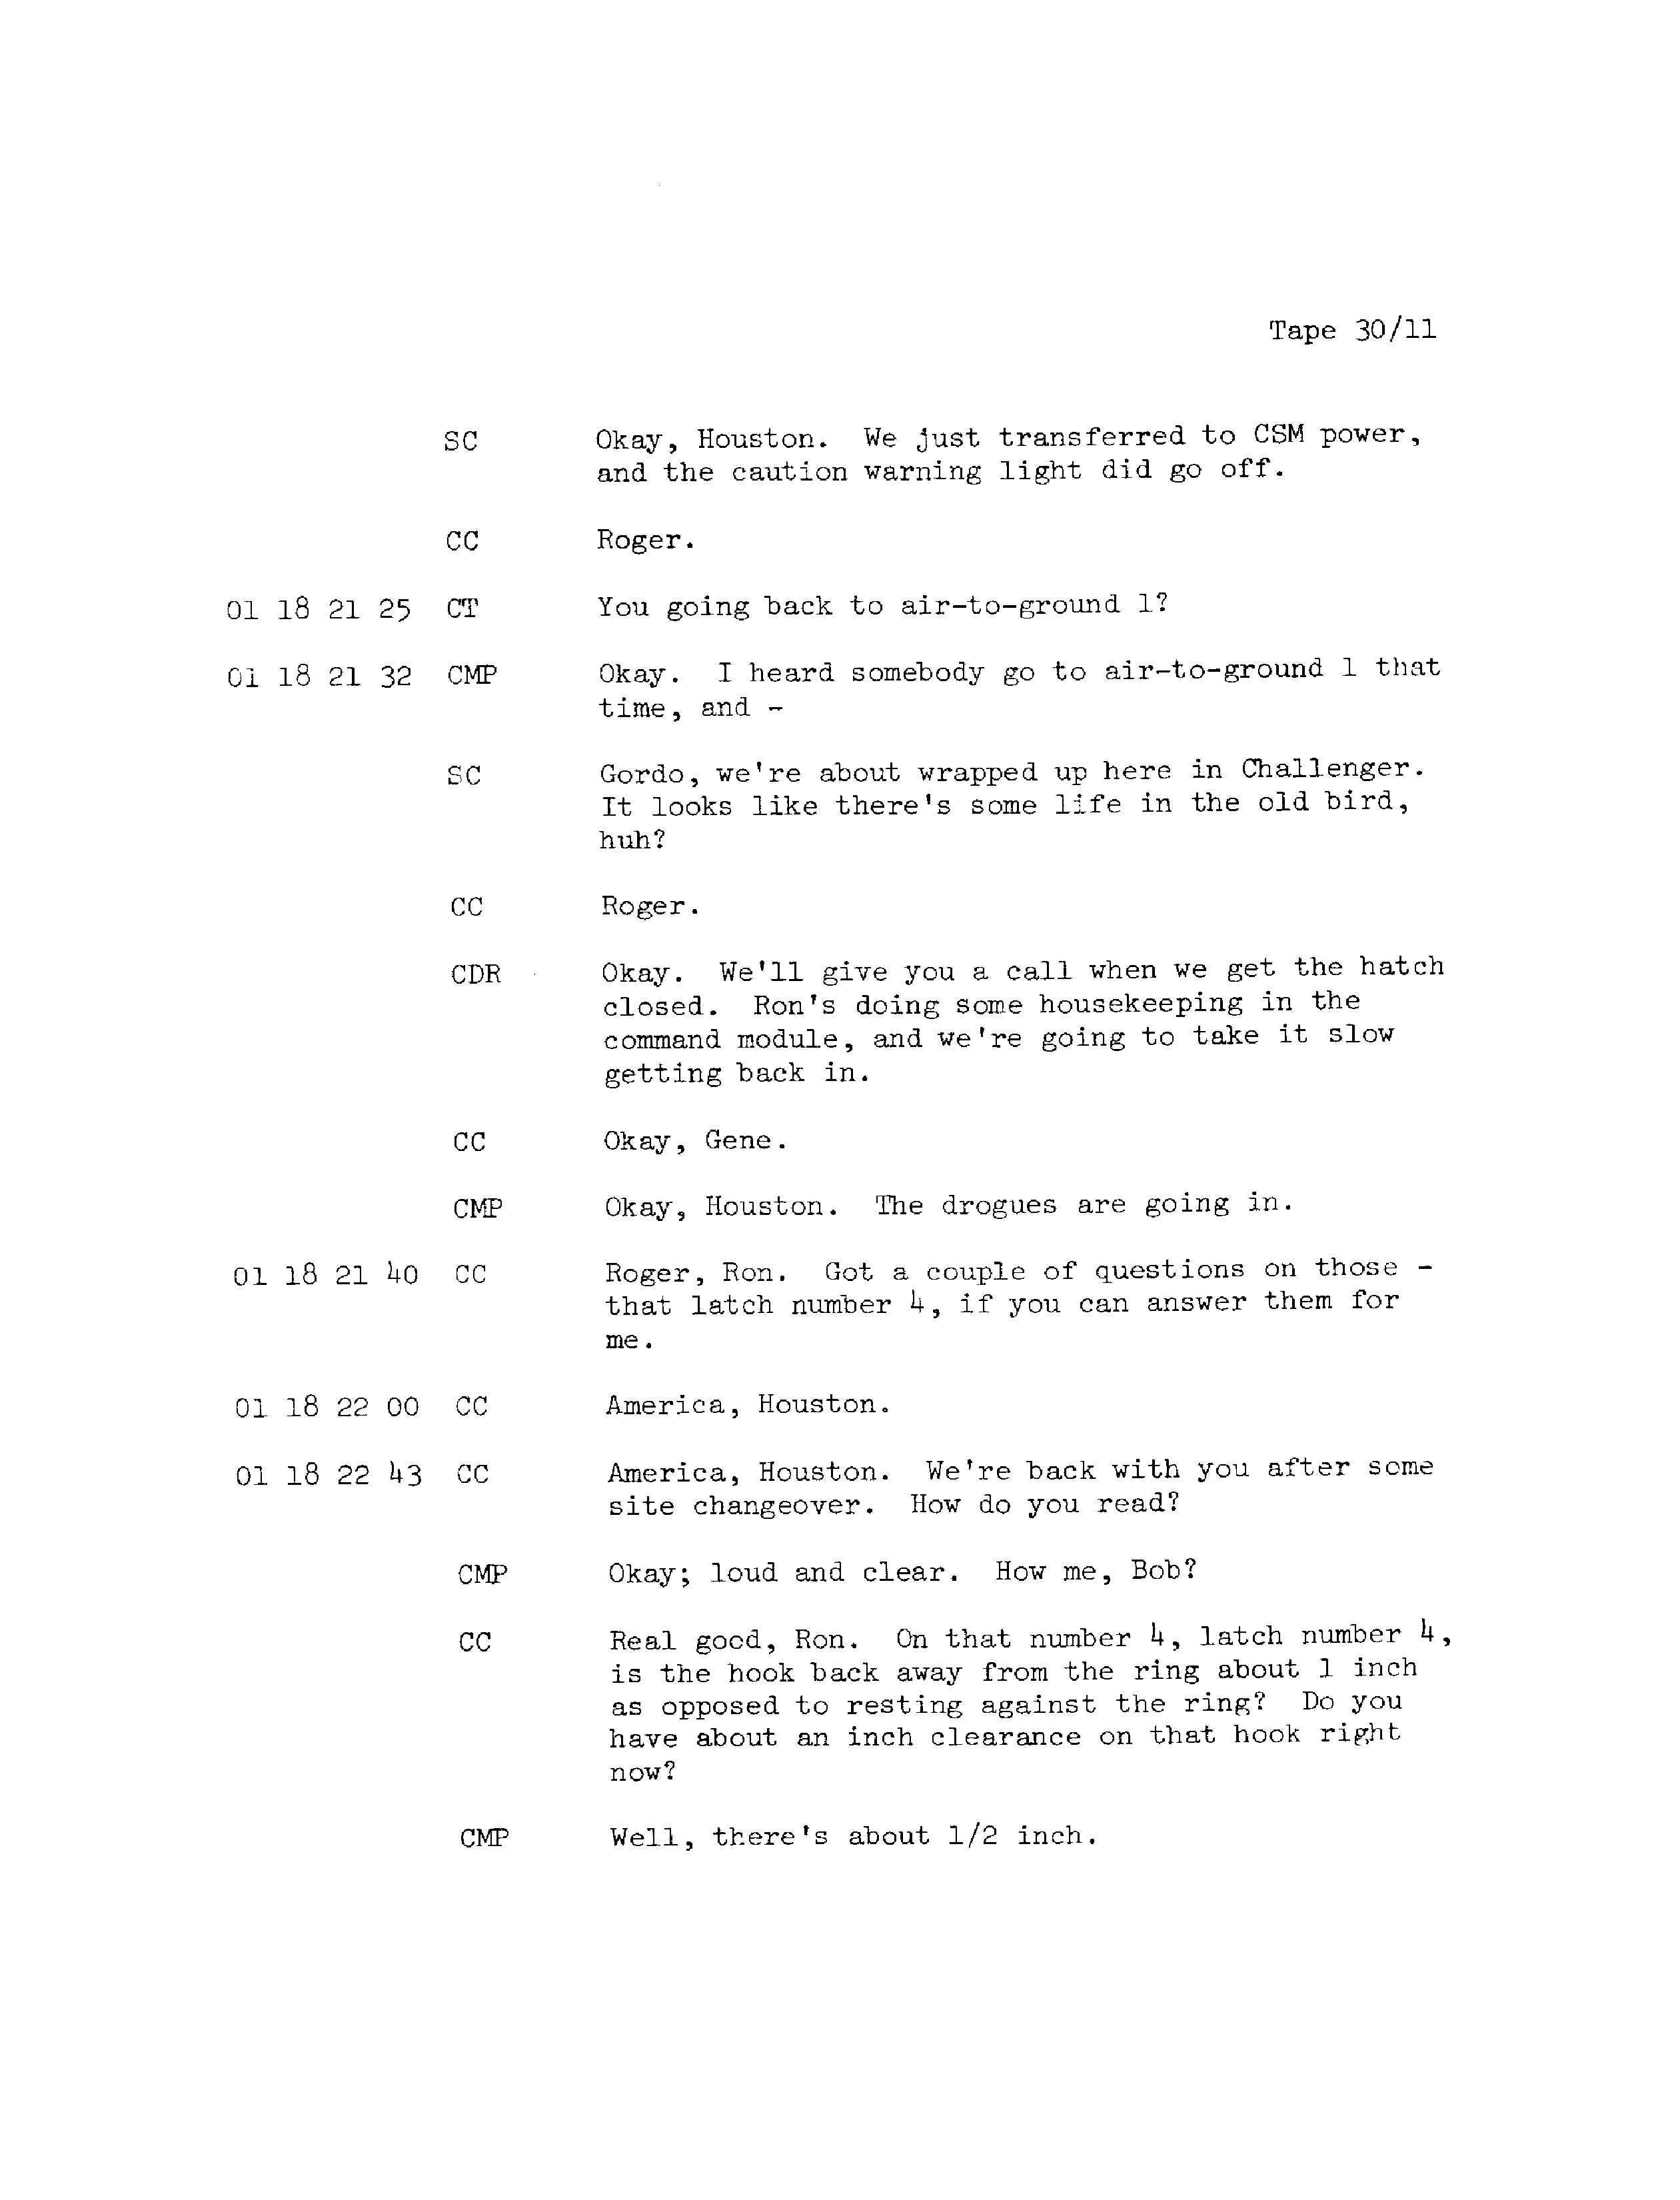 Tape 30/11
SC Okay, Houston. We just transferred to CSM power,
and the caution warning light did go off.
CC Roger.
01 18 21 25 CT You going back to air-to-ground 1?
01 18 21 32 CMP Okay. I heard somebody go to air-to-ground 1 that
time, and -
SC Gordo, we're about wrapped up here in Challenger.
It looks like there's some life in the old bird,
huh?
CC Roger.
CDR Okay. We'll give you a call when we get the hatch
closed. Ron's doing some housekeeping in the
command module, and we're going to take it slow
getting back in.
CC Okay, Gene.
CMP Okay, Houston. The drogues are going in.
01 18 21 40 CC Roger, Ron. Got a couple of questions on those -
that latch number 4, if you can answer them for
me.
01 18 22 00 CC America, Houston.
01 18 22 43 CC America, Houston. We're back with you after some
site changeover. How do you read?
CMP Okay; loud and clear. How me, Bob?
CC Real good, Ron. On that number 4, latch number 4,
is the hook back away from the ring about 1 inch
as opposed to resting against the ring? Do you
have about an inch clearance on that hook right
now?
CMP Well, there's about 1/2 inch.